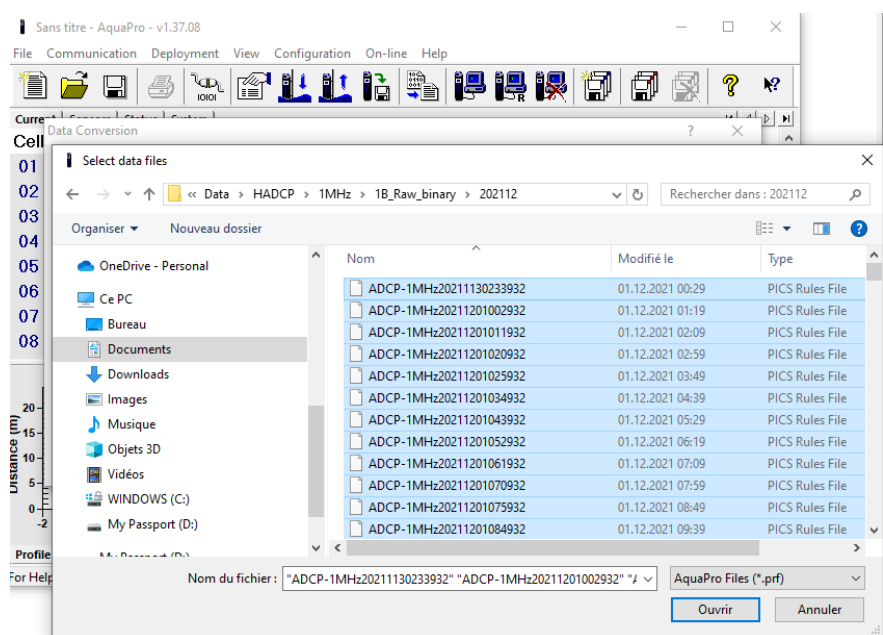 Sans titre - AquaPro - v1.37.08
File Communication Deployment View Configuration On-line Help
Data Conversion
Cell
01
02
03
04
05
06
07
08
Select data files
« Data > HADCP > 1MHz > 1B_Raw_binary > 202112
Rechercher dans : 202112
Organiser
Nouveau dossier
OneDrive - Personal
Ce PC
Bureau
Documents
Downloads
Images
Musique
Objets 3D
Vidéos
WINDOWS (C:)
My Passport (D:)
Nom Modifié le Type
ADCP-1MHz20211130233932 01.12.2021 00:29 PICS Rules File
ADCP-1MHz20211201002932 01.12.2021 01:19 PICS Rules File
ADCP-1MHz20211201011932 01.12.2021 02:09 PICS Rules File
ADCP-1MHz20211201020932 01.12.2021 02:59 PICS Rules File
ADCP-1MHz20211201025932 01.12.2021 03:49 PICS Rules File
ADCP-1MHz20211201034932 01.12.2021 04:39 PICS Rules File
ADCP-1MHz20211201043932 01.12.2021 05:29 PICS Rules File
ADCP-1MHz20211201052932 01.12.2021 06:19 PICS Rules File
ADCP-1MHz20211201061932 01.12.2021 07:09 PICS Rules File
ADCP-1MHz20211201070932 01.12.2021 07:59 PICS Rules File
ADCP-1MHz20211201075932 01.12.2021 08:49 PICS Rules File
ADCP-1MHz20211201084932 01.12.2021 09:39 PICS Rules File
Distance (m)
20
15
10
5
0
-2
Profile
For Help
Nom du fichier : "ADCP-1MHz20211130233932" "ADCP-1MHz20211201002932" "A
AquaPro Files (*.prf)
Ouvrir
Annuler